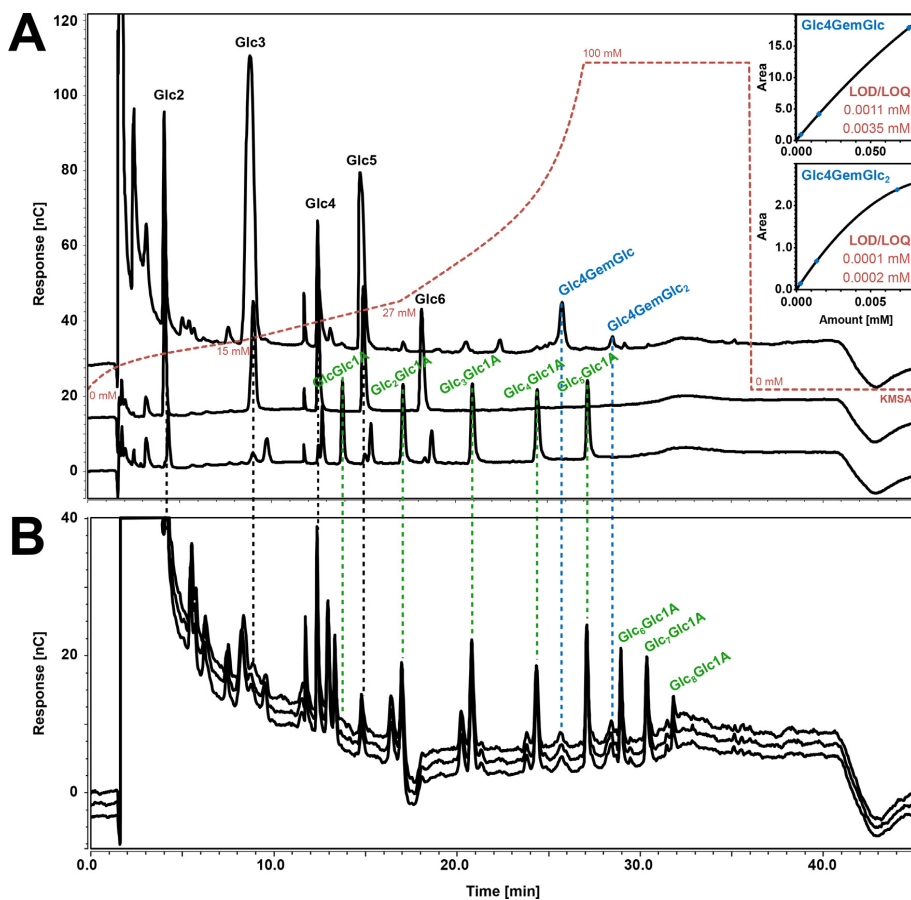 A
120
100
80
60
40
20
0
Response [nC]
Glc2
Glc3
Glc4
Glc5
Glc6
GlcGlc1A
Glc2Glc1A
Glc3Glc1A
Glc4Glc1A
Glc5Glc1A
Glc4GemGlc
Glc4GemGlc2
0 mM
15 mM
27 mM
100 mM
0 mM
KMSA
Glc4GemGlc
15.0
10.0
5.0
0.0
Area
LOD/LOQ
0.0011 mM
0.0035 mM
0.000
0.050
Glc4GemGlc2
2.0
1.0
0.0
Area
LOD/LOQ
0.0001 mM
0.0002 mM
0.000
0.005
Amount [mM]
B
40
20
0
Response [nC]
Glc6Glc1A
Glc7Glc1A
Glc8Glc1A
0.0
10.0
20.0
30.0
40.0
Time [min]